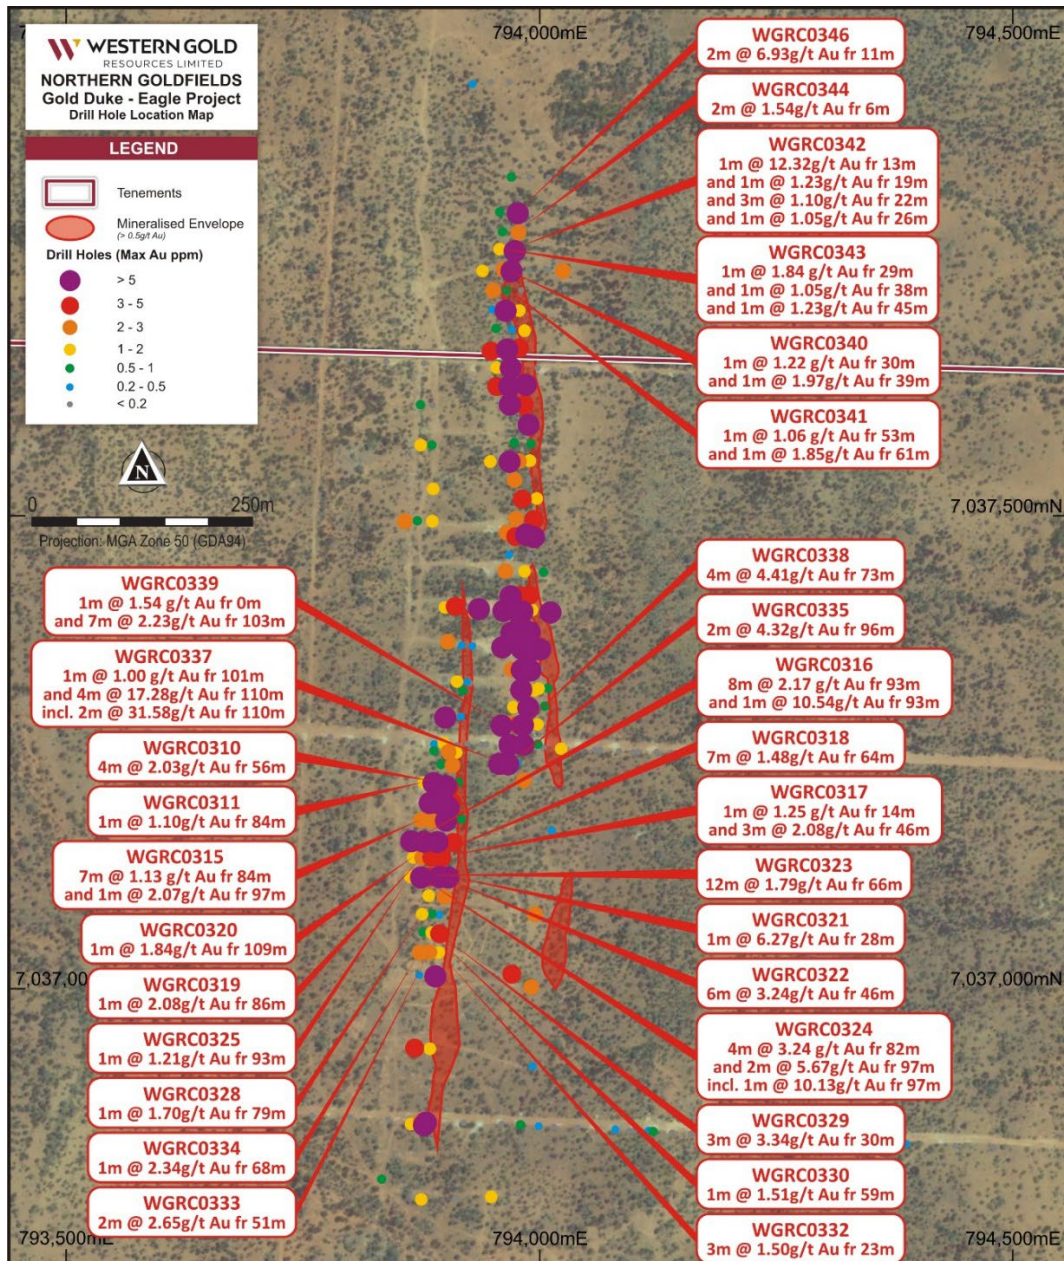 794,000mE
794,500mE
WESTERN GOLD
RESOURCES LIMITED
NORTHERN GOLDFIELDS
Gold Duke - Eagle Project
Drill Hole Location Map
LEGEND
Tenements
Mineralised Envelope
(> 0.5g/t Au)
Drill Holes (Max Au ppm)
> 5
3 - 5
2 - 3
1 - 2
0.5 - 1
0.2 - 0.5
< 0.2
N
0
250m
Projection: MGA Zone 50 (GDA94)
WGRC0346
2m @ 6.93g/t Au fr 11m
WGRC0344
2m @ 1.54g/t Au fr 6m
WGRC0342
1m @ 12.32g/t Au fr 13m
and 1m @ 1.23g/t Au fr 19m
and 3m @ 1.10g/t Au fr 22m
and 1m @ 1.05g/t Au fr 26m
WGRC0343
1m @ 1.84 g/t Au fr 29m
and 1m @ 1.05g/t Au fr 38m
and 1m @ 1.23g/t Au fr 45m
WGRC0340
1m @ 1.22 g/t Au fr 30m
and 1m @ 1.97g/t Au fr 39m
WGRC0341
1m @ 1.06 g/t Au fr 53m
and 1m @ 1.85g/t Au fr 61m
7,037,500mN
WGRC0339
1m @ 1.54 g/t Au fr 0m
and 7m @ 2.23g/t Au fr 103m
WGRC0337
1m @ 1.00 g/t Au fr 101m
and 4m @ 17.28g/t Au fr 110m
incl. 2m @ 31.58g/t Au fr 110m
WGRC0310
4m @ 2.03g/t Au fr 56m
WGRC0311
1m @ 1.10g/t Au fr 84m
WGRC0315
7m @ 1.13 g/t Au fr 84m
and 1m @ 2.07g/t Au fr 97m
WGRC0320
1m @ 1.84g/t Au fr 109m
7,037,00
WGRC0319
1m @ 2.08g/t Au fr 86m
WGRC0325
1m @ 1.21g/t Au fr 93m
WGRC0328
1m @ 1.70g/t Au fr 79m
WGRC0334
1m @ 2.34g/t Au fr 68m
WGRC0333
2m @ 2.65g/t Au fr 51m
WGRC0338
4m @ 4.41g/t Au fr 73m
WGRC0335
2m @ 4.32g/t Au fr 96m
WGRC0316
8m @ 2.17 g/t Au fr 93m
and 1m @ 10.54g/t Au fr 93m
WGRC0318
7m @ 1.48g/t Au fr 64m
WGRC0317
1m @ 1.25 g/t Au fr 14m
and 3m @ 2.08g/t Au fr 46m
WGRC0323
12m @ 1.79g/t Au fr 66m
WGRC0321
1m @ 6.27g/t Au fr 28m
WGRC0322
6m @ 3.24g/t Au fr 46m
7,037,000mN
WGRC0324
4m @ 3.24 g/t Au fr 82m
and 2m @ 5.67g/t Au fr 97m
incl. 1m @ 10.13g/t Au fr 97m
WGRC0329
3m @ 3.34g/t Au fr 30m
WGRC0330
1m @ 1.51g/t Au fr 59m
WGRC0332
3m @ 1.50g/t Au fr 23m
793,500mE
794,000mE
794,500mE